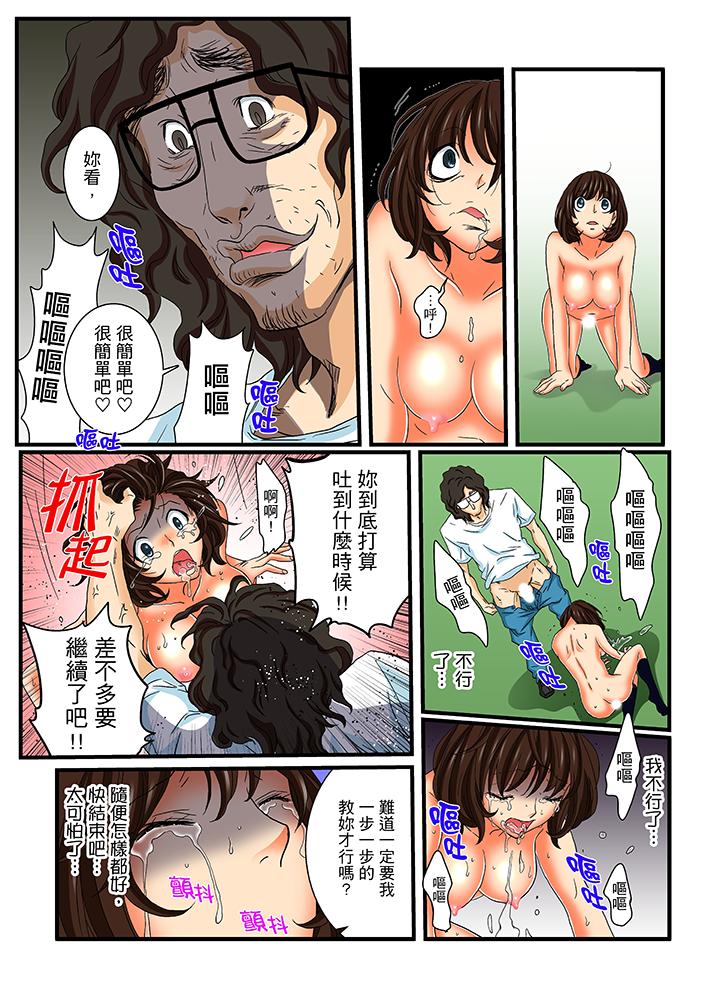 …呼！
妳看，
嘔吐
嘔嘔
嘔嘔嘔嘔
很簡單吧♡
很簡單吧♡
嘔吐
嘔吐
嘔嘔嘔
嘔嘔嘔
嘔嘔
嘔嘔
嘔吐
嘔吐
不行
了…
妳到底打算
吐到什麼時候!!
啊啊！
抓起
差不多要
繼續了吧!!
我不行了…
嘔嘔
嘔吐
嘔吐
嘔嘔
嘔嘔
嘔吐
難道一定要我
一步一步的
教妳才行嗎？
隨便怎樣都好。
快結束吧…
太可怕了…
顫抖
顫抖